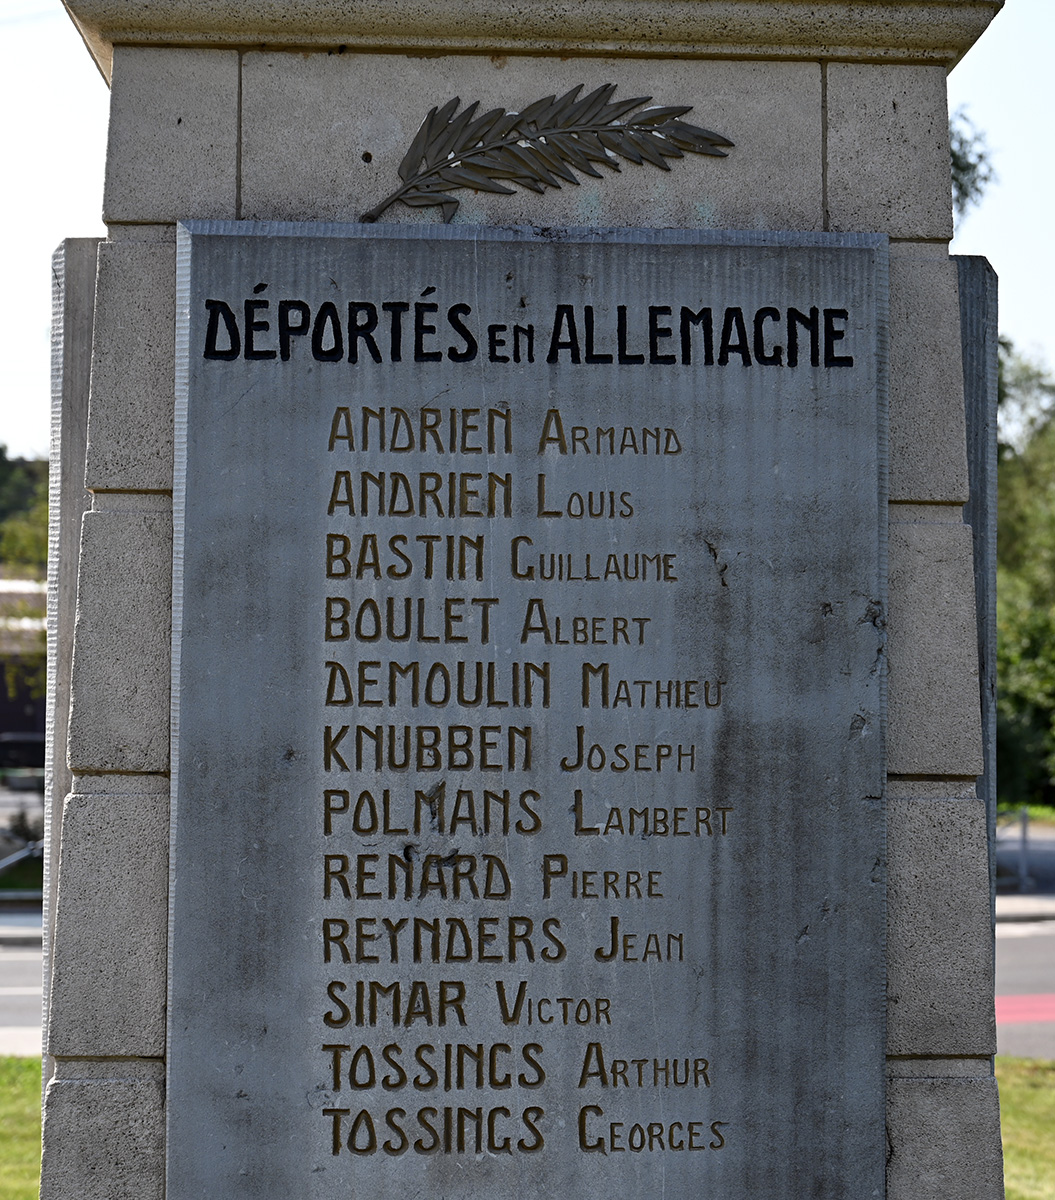 DÉPORTÉS EN ALLEMAGNE
ANDRIEN ARMAND
ANDRIEN LOUIS
BASTIN GUILLAUME
BOULET ALBERT
DEMOULIN MATHIEU
KNUBBEN JOSEPH
POLMANS LAMBERT
RENARD PIERRE
REYNDERS JEAN
SIMAR VICTOR
TOSSINGS ARTHUR
TOSSINGS GEORGES